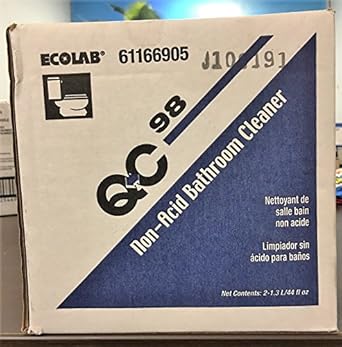 ECOLAB® 61166905
QC 98
Non-Acid Bathroom Cleaner
Nettoyant de
salle bain
non acide
Limpiador sin
ácido para baños
Net Contents: 2-1.3 L/44 fl oz